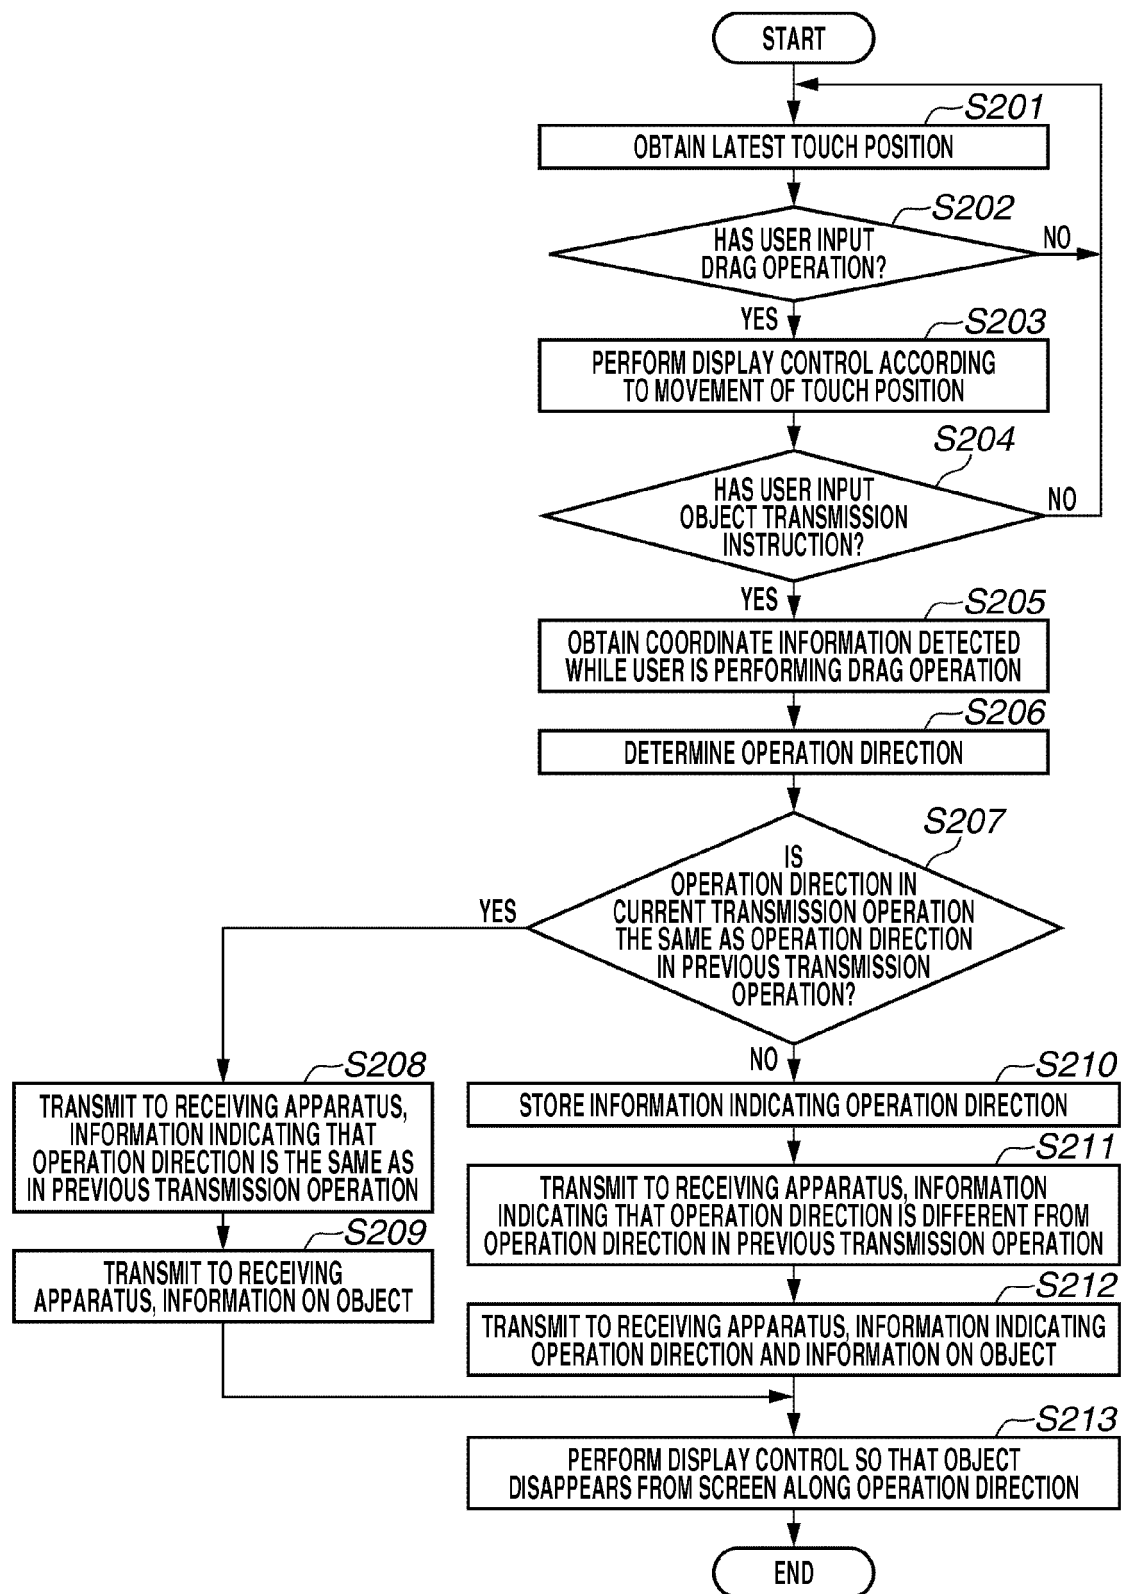 START
S201
OBTAIN LATEST TOUCH POSITION
S202
HAS USER INPUT
DRAG OPERATION?
NO
YES
S203
PERFORM DISPLAY CONTROL ACCORDING
TO MOVEMENT OF TOUCH POSITION
S204
HAS USER INPUT
OBJECT TRANSMISSION
INSTRUCTION?
NO
YES
S205
OBTAIN COORDINATE INFORMATION DETECTED
WHILE USER IS PERFORMING DRAG OPERATION
S206
DETERMINE OPERATION DIRECTION
S207
IS
OPERATION DIRECTION IN
CURRENT TRANSMISSION OPERATION
THE SAME AS OPERATION DIRECTION
IN PREVIOUS TRANSMISSION
OPERATION?
YES
NO
S208
TRANSMIT TO RECEIVING APPARATUS,
INFORMATION INDICATING THAT
OPERATION DIRECTION IS THE SAME AS
IN PREVIOUS TRANSMISSION OPERATION
S209
TRANSMIT TO RECEIVING
APPARATUS, INFORMATION ON OBJECT
S210
STORE INFORMATION INDICATING OPERATION DIRECTION
S211
TRANSMIT TO RECEIVING APPARATUS, INFORMATION
INDICATING THAT OPERATION DIRECTION IS DIFFERENT FROM
OPERATION DIRECTION IN PREVIOUS TRANSMISSION OPERATION
S212
TRANSMIT TO RECEIVING APPARATUS, INFORMATION INDICATING
OPERATION DIRECTION AND INFORMATION ON OBJECT
S213
PERFORM DISPLAY CONTROL SO THAT OBJECT
DISAPPEARS FROM SCREEN ALONG OPERATION DIRECTION
END